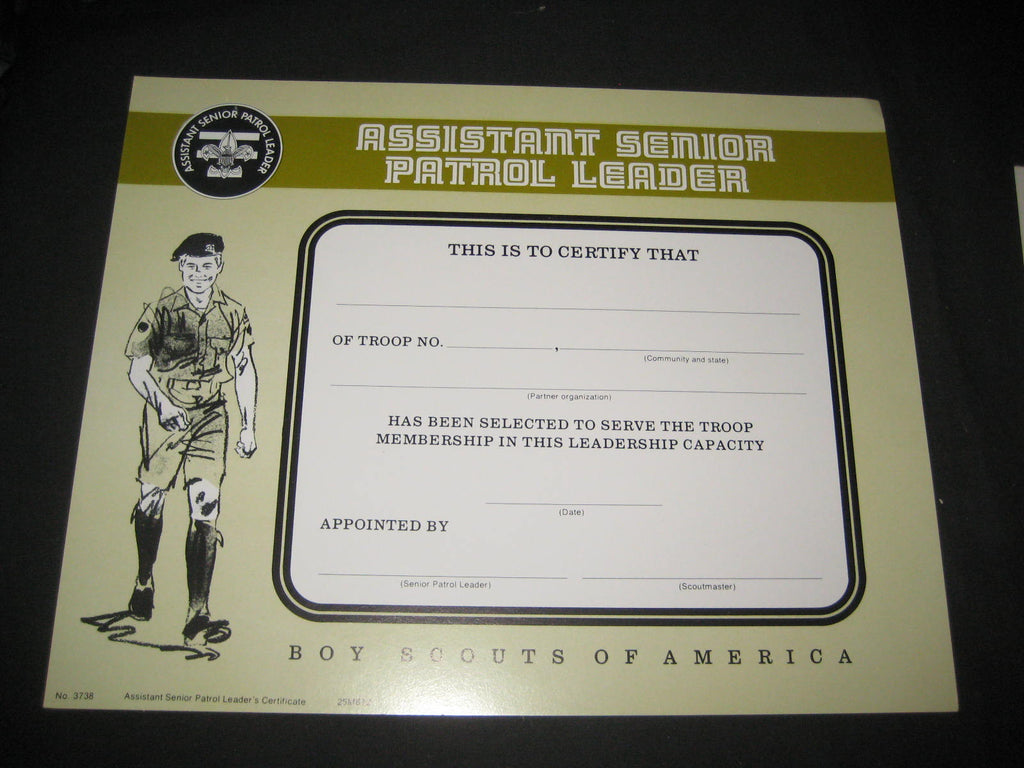 ASSISTANT SENIOR PATROL LEADER
ASSISTANT SENIOR
PATROL LEADER
THIS IS TO CERTIFY THAT
OF TROOP NO. ,
(Community and state)
(Partner organization)
HAS BEEN SELECTED TO SERVE THE TROOP
MEMBERSHIP IN THIS LEADERSHIP CAPACITY
(Date)
APPOINTED BY
(Senior Patrol Leader) (Scoutmaster)
BOY SCOUTS OF AMERICA
No. 3738 Assistant Senior Patrol Leader's Certificate